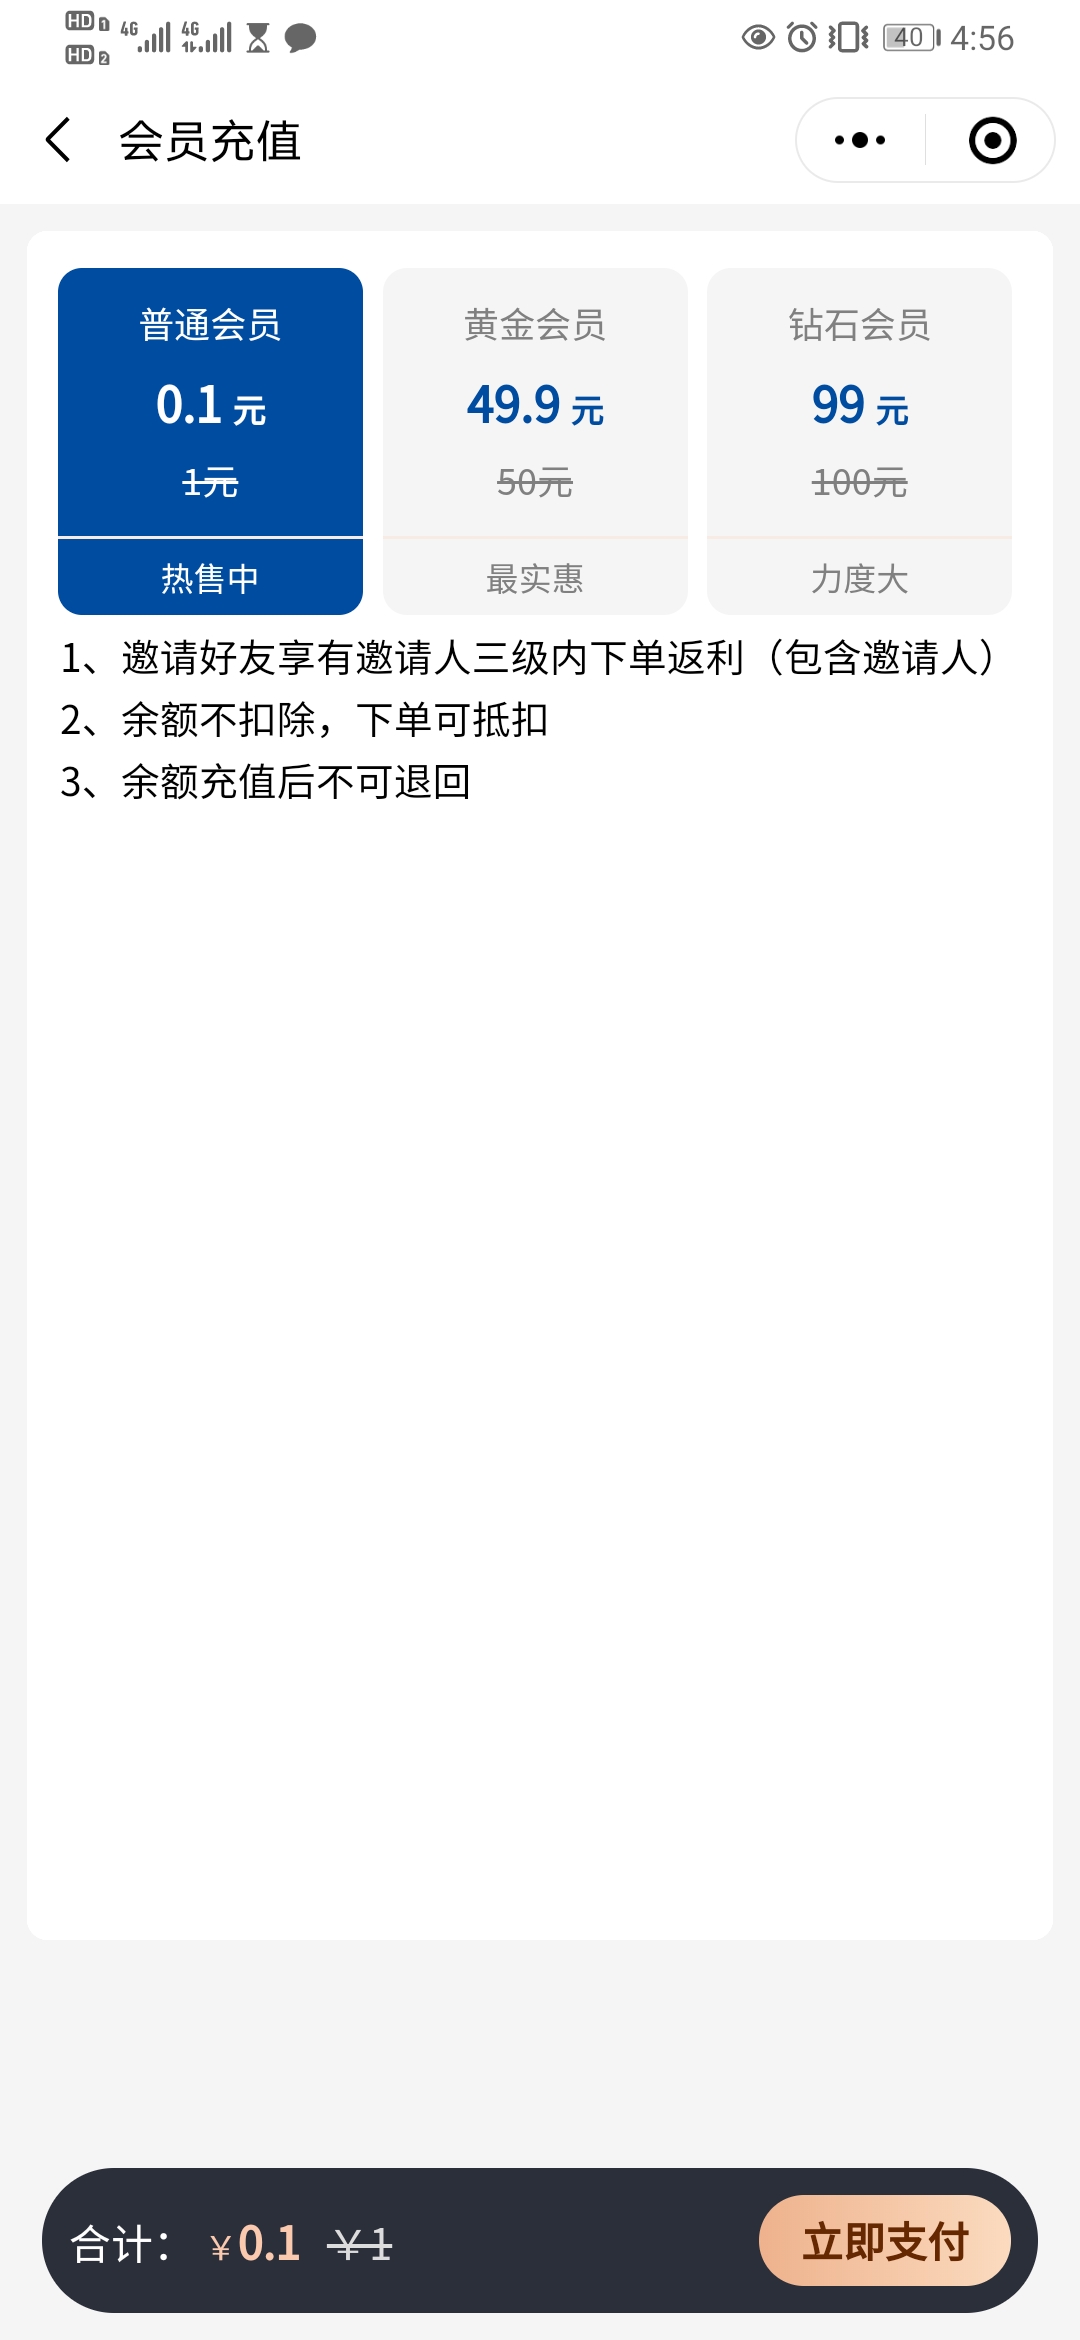 HD 1 4G 4G 40 4:56
HD 2
会员充值
普通会员 黄金会员 钻石会员
0.1 元 49.9 元 99 元
1元 50元 100元
热售中 最实惠 力度大
1、邀请好友享有邀请人三级内下单返利（包含邀请人）
2、余额不扣除，下单可抵扣
3、余额充值后不可退回
合计： ￥0.1 ￥1 立即支付